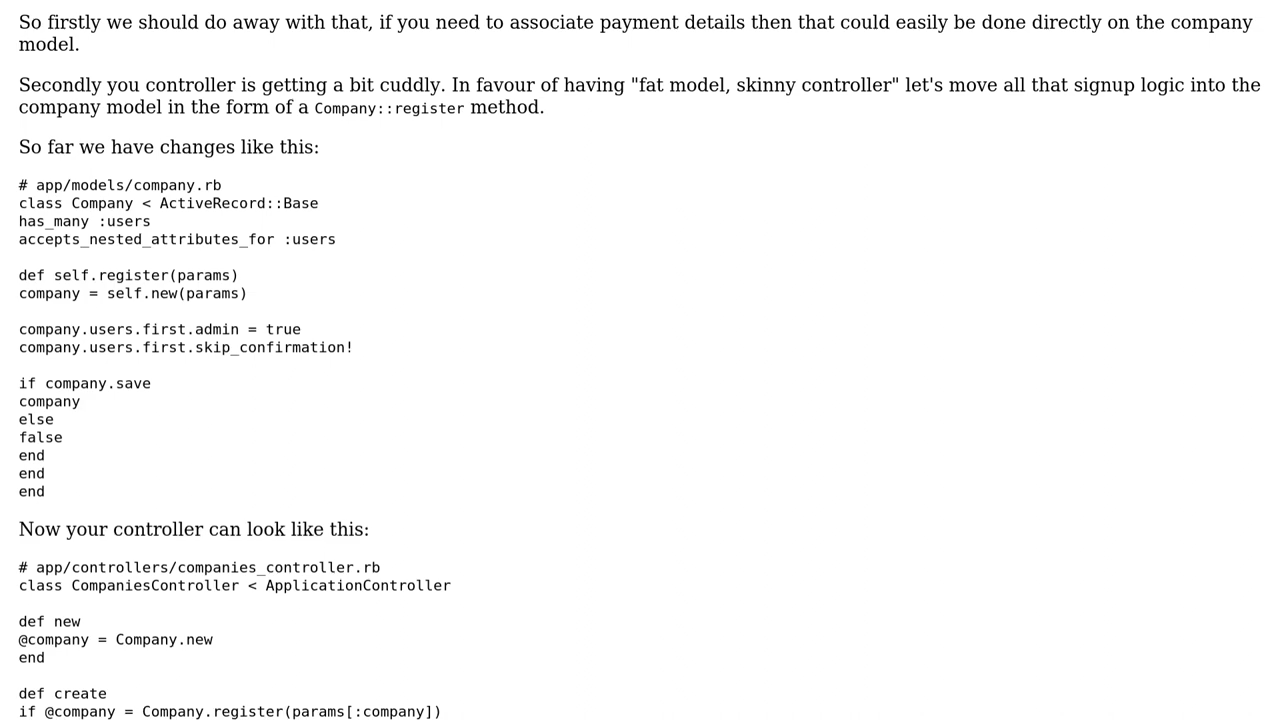 So firstly we should do away with that, if you need to associate payment details then that could easily be done directly on the company
model.
Secondly you controller is getting a bit cuddly. In favour of having "fat model, skinny controller" let's move all that signup logic into the
company model in the form of a Company::register method.
So far we have changes like this:
# app/models/company.rb
class Company < ActiveRecord::Base
has_many :users
accepts_nested_attributes_for :users
def self.register(params)
company = self.new(params)
company.users.first.admin = true
company.users.first.skip_confirmation!
if company.save
company
else
false
end
end
end
Now your controller can look like this:
# app/controllers/companies_controller.rb
class CompaniesController < ApplicationController
def new
@company = Company.new
end
def create
if @company = Company.register(params[:company])